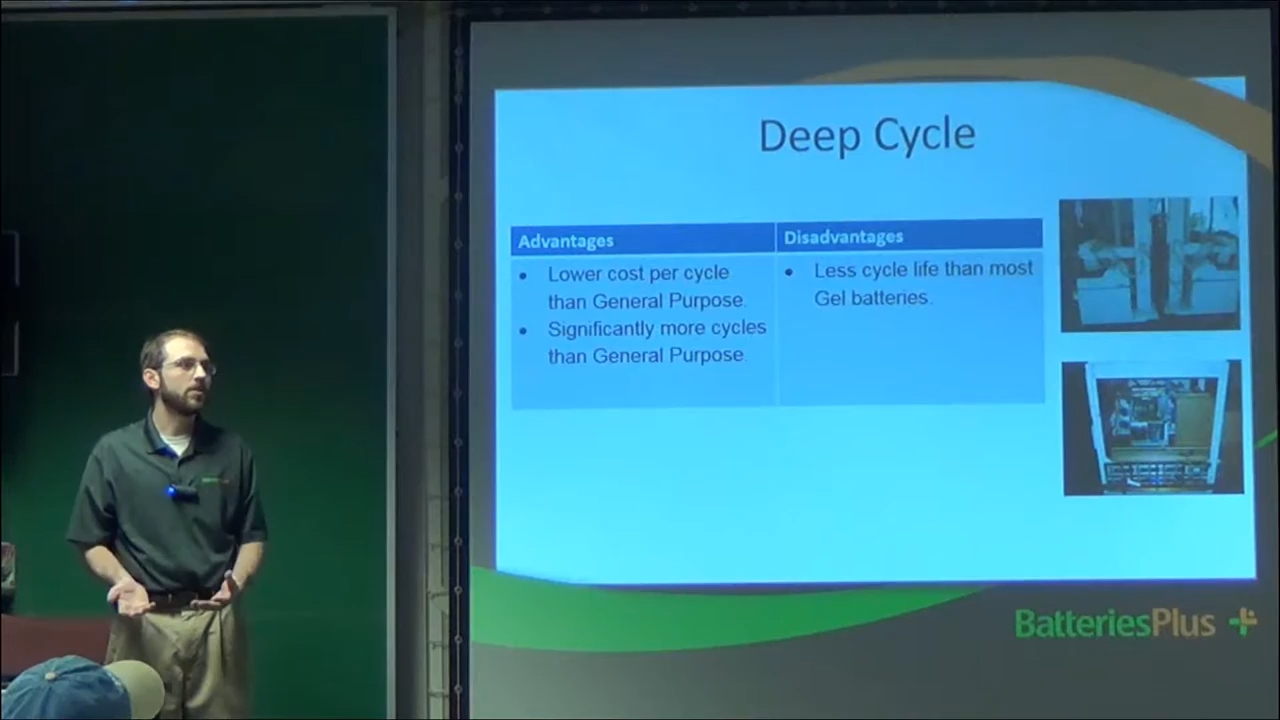 Deep Cycle
Advantages
Disadvantages
• Lower cost per cycle
than General Purpose.
• Significantly more cycles
than General Purpose.
• Less cycle life than most
Gel batteries.
BatteriesPlus